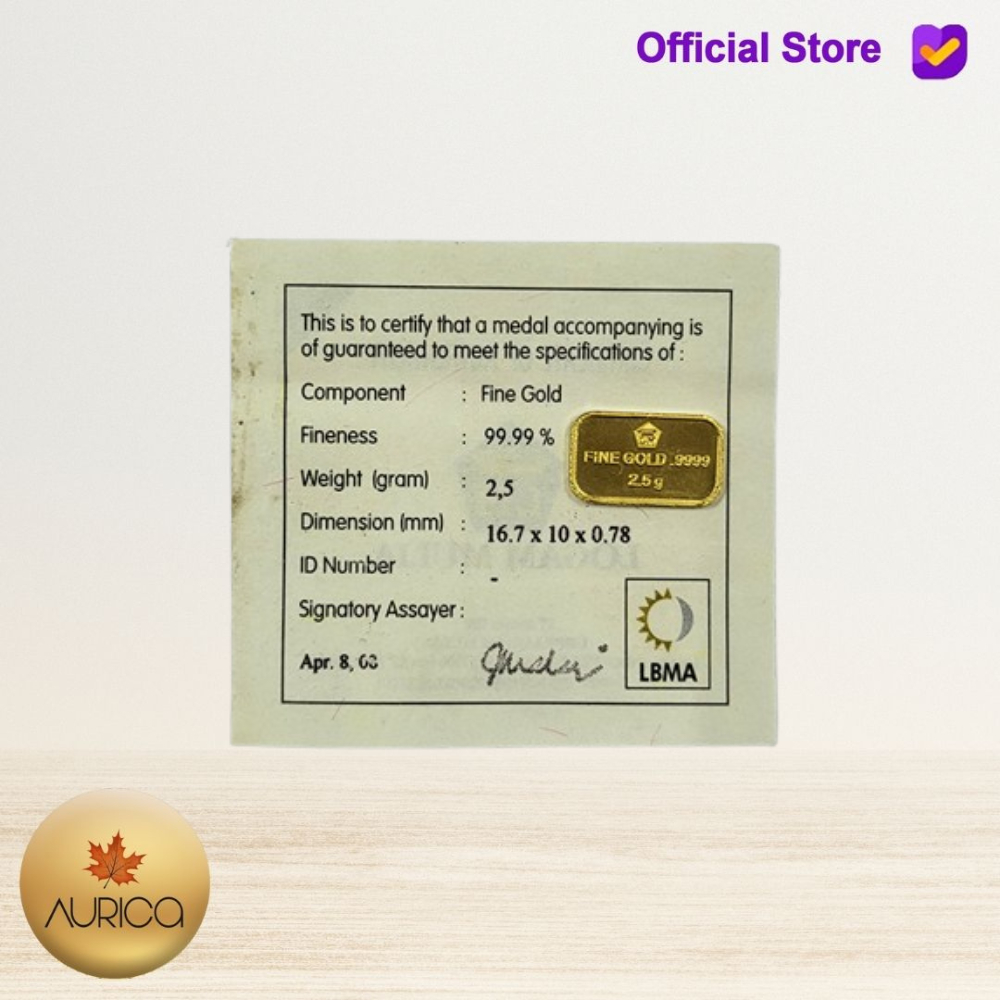 Official Store
This is to certify that a medal accompanying is
of guaranteed to meet the specifications of :
Component : Fine Gold
Fineness : 99.99 %
Weight (gram) : 2,5
Dimension (mm) : 16.7 x 10 x 0.78
ID Number : -
Signatory Assayer :
Apr. 8,
FINE GOLD .9999
2.5 g
LBMA
AURICA